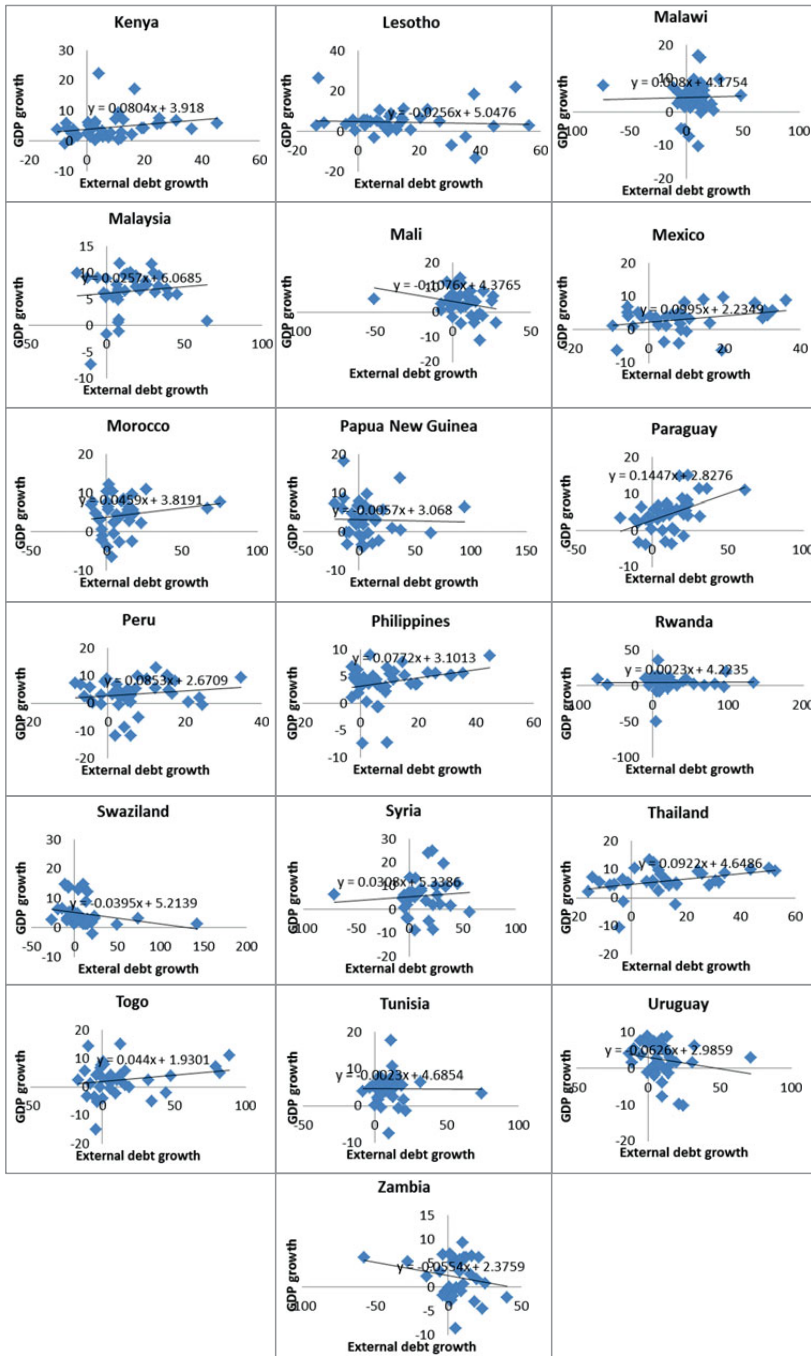 Kenya
GDP growth
30
20
10
0
-10
y = 0.0804x + 3.918
-20 0 20 40 60
External debt growth
Lesotho
GDP growth
40
20
0
-20
y = -0.0256x + 5.0476
-20 0 20 40 60
External debt growth
Malawi
GDP growth
20
10
0
-10
-20
y = 0.008x + 4.1754
-100 -50 0 50 100
External debt growth
Malaysia
GDP growth
15
10
5
0
-5
-10
y = 0.0257x + 6.0685
-50 0 50 100
External debt growth
Mali
GDP growth
20
10
0
-10
-20
y = -0.1076x + 4.3765
-100 -50 0 50
External debt growth
Mexico
GDP growth
20
10
0
-10
y = 0.0995x + 2.2349
-20 0 20 40
External debt growth
Morocco
GDP growth
20
10
0
-10
y = 0.0459x + 3.8191
-50 0 50 100
External debt growth
Papua New Guinea
GDP growth
20
10
0
-10
y = -0.0057x + 3.068
-50 0 50 100 150
External debt growth
Paraguay
GDP growth
20
10
0
-10
y = 0.1447x + 2.8276
-50 0 50 100
External debt growth
Peru
GDP growth
20
10
0
-10
-20
y = 0.0853x + 2.6709
-20 0 20 40
External debt growth
Philippines
GDP growth
10
5
0
-5
-10
y = 0.0772x + 3.1013
-20 0 20 40 60
External debt growth
Rwanda
GDP growth
50
0
-50
-100
y = 0.0023x + 4.2235
-100 0 100 200
External debt growth
Swaziland
GDP growth
30
20
10
0
-10
y = -0.0395x + 5.2139
-50 0 50 100 150 200
Exteral debt growth
Syria
GDP growth
30
20
10
0
-10
-20
y = 0.0308x + 5.3386
-100 -50 0 50 100
External debt growth
Thailand
GDP growth
20
10
0
-10
-20
y = 0.0922x + 4.6486
-20 0 20 40 60
External debt growth
Togo
GDP growth
20
10
0
-10
-20
y = 0.044x + 1.9301
-50 0 50 100
External debt growth
Tunisia
GDP growth
20
10
0
-10
y = -0.0023x + 4.6854
-50 0 50 100
External debt growth
Uruguay
GDP growth
10
0
-10
-20
y = -0.0626x + 2.9859
-50 0 50 100
External debt growth
Zambia
GDP growth
15
10
5
0
-5
-10
y = -0.0554x + 2.3759
-100 -50 0 50
External debt growth